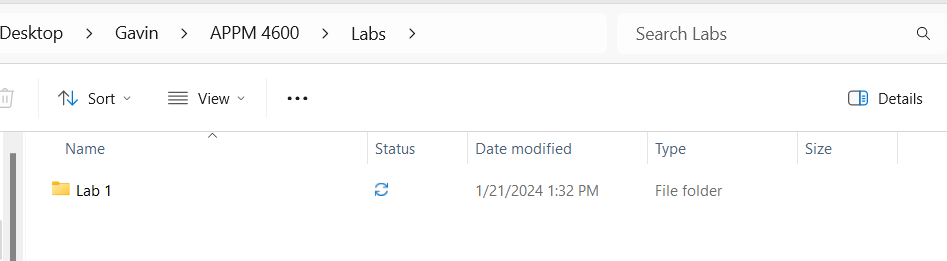 Desktop > Gavin > APPM 4600 > Labs > Search Labs
Sort View ... Details
Name Status Date modified Type Size
Lab 1 1/21/2024 1:32 PM File folder